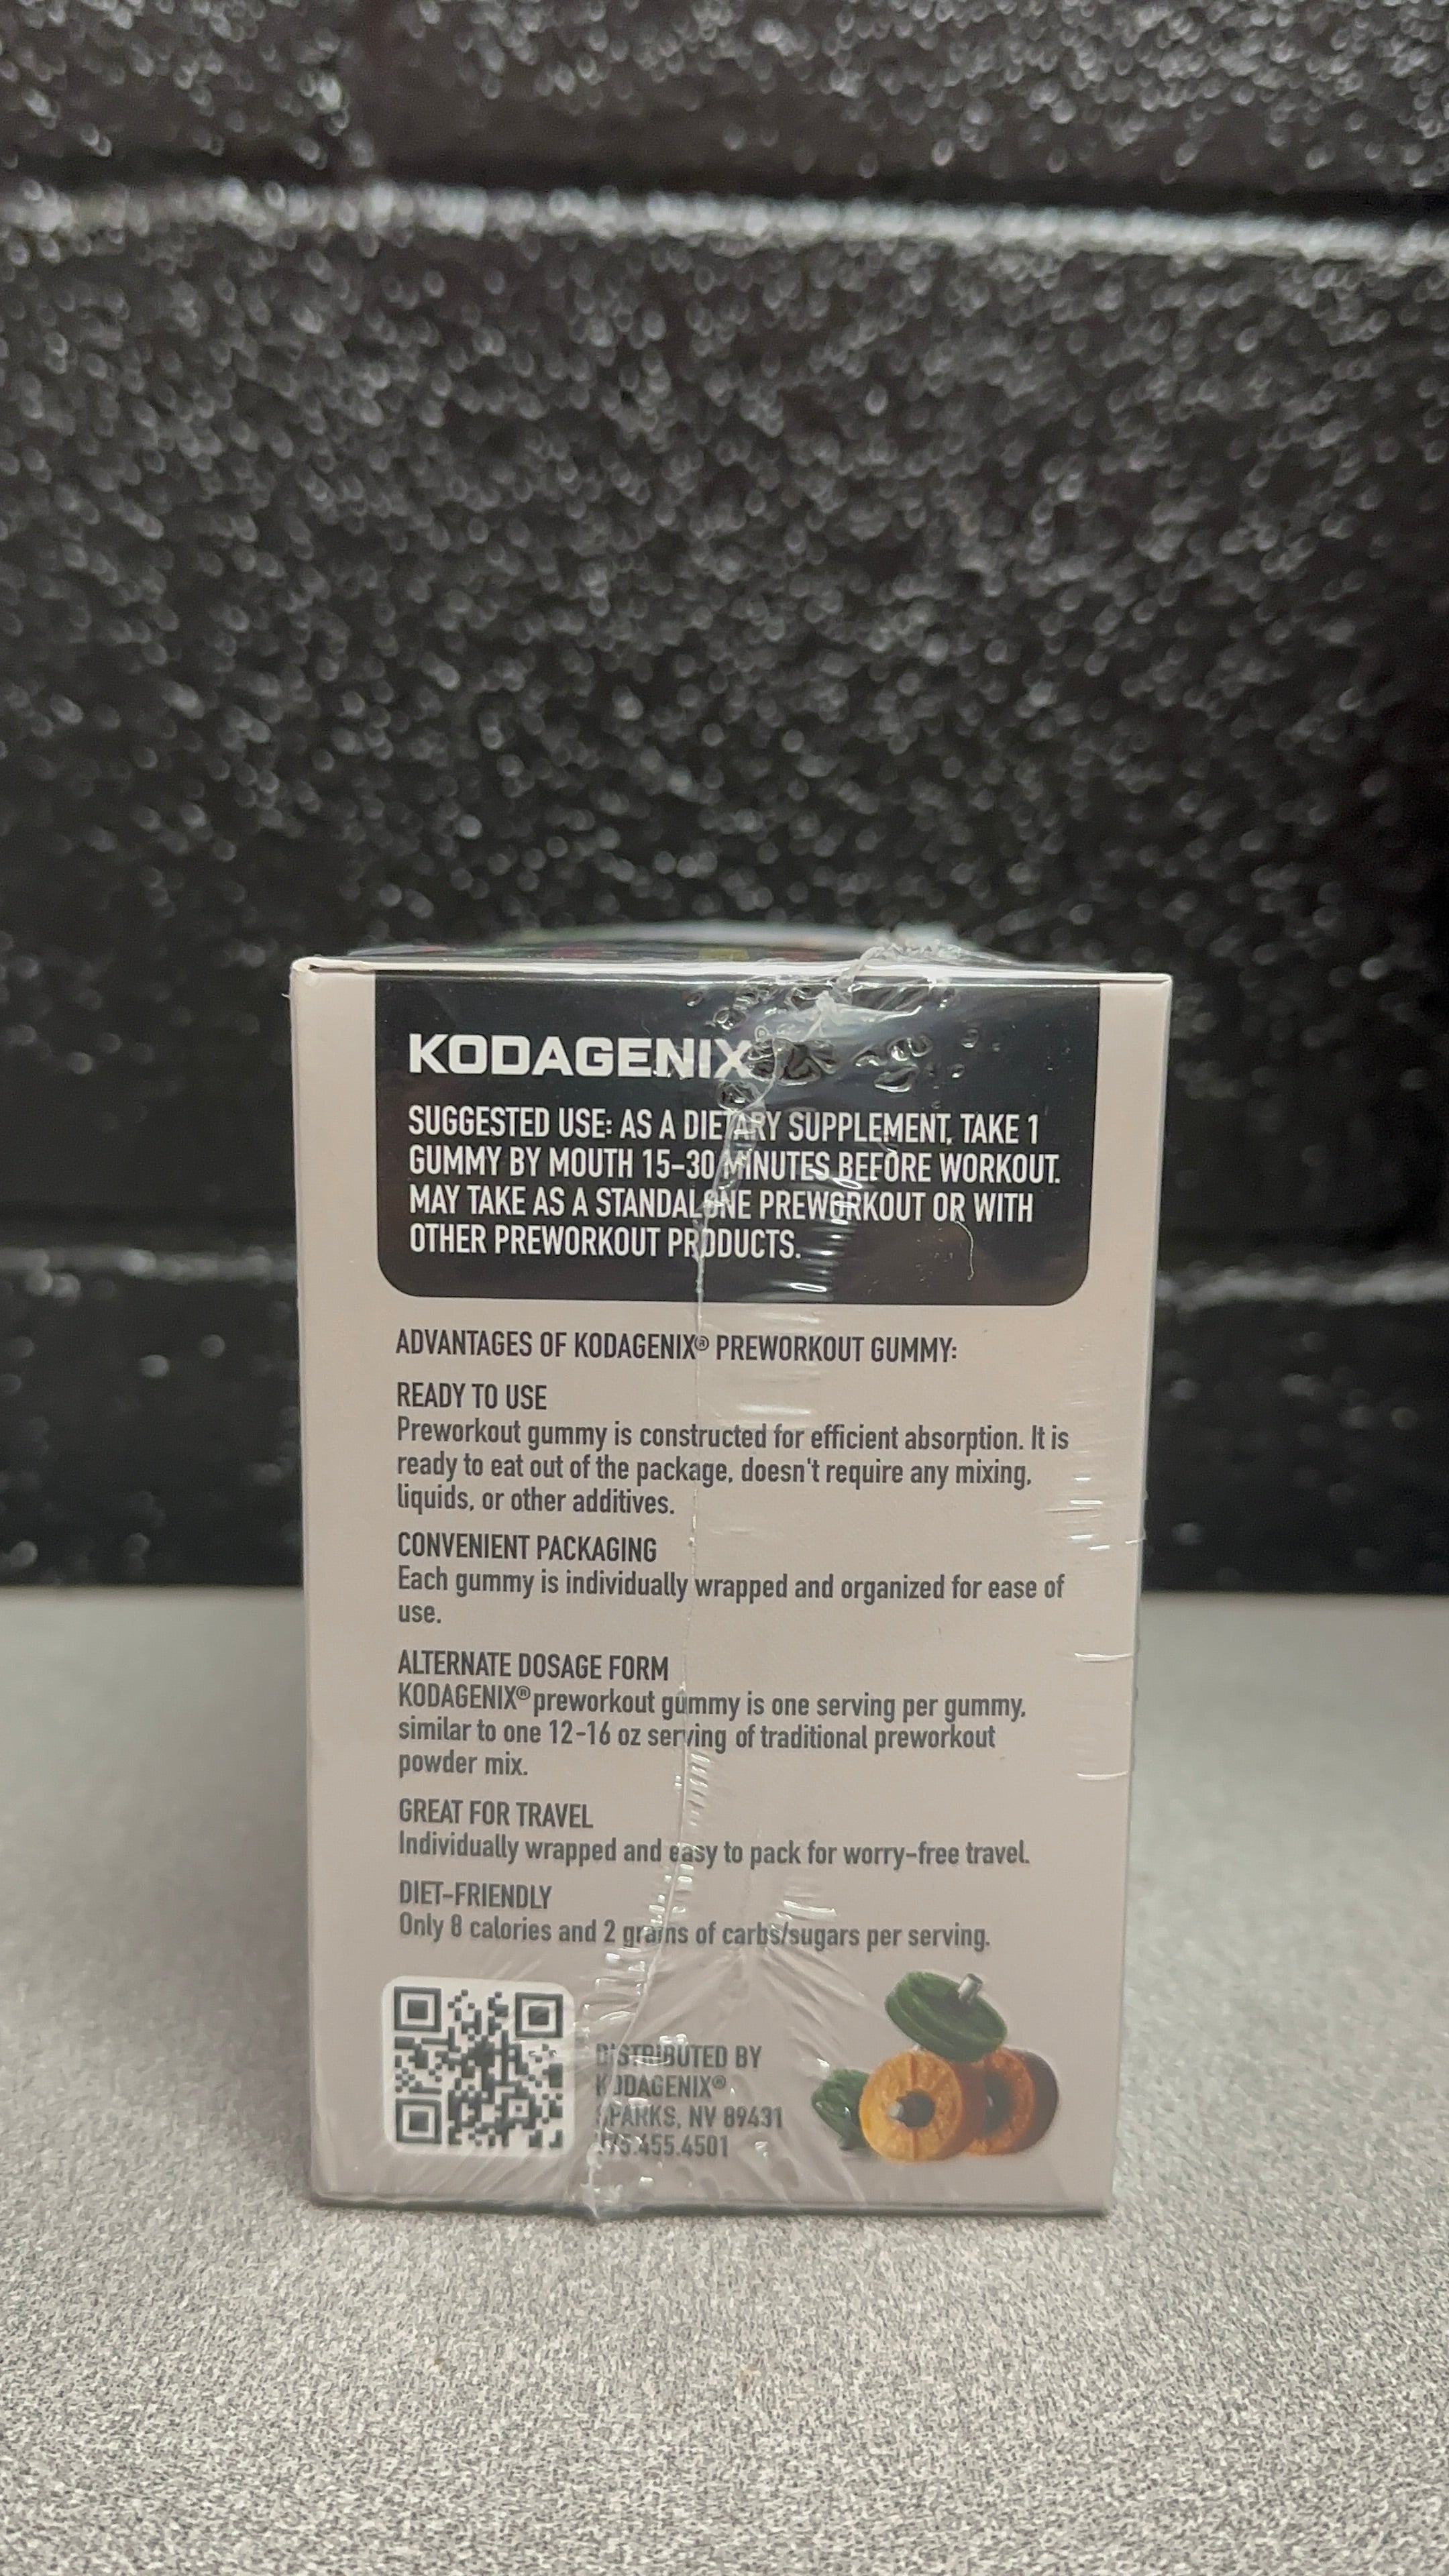 KODAGENIX®
SUGGESTED USE: AS A DIETARY SUPPLEMENT, TAKE 1
GUMMY BY MOUTH 15-30 MINUTES BEFORE WORKOUT.
MAY TAKE AS A STANDALONE PREWORKOUT OR WITH
OTHER PREWORKOUT PRODUCTS.
ADVANTAGES OF KODAGENIX® PREWORKOUT GUMMY:
READY TO USE
Preworkout gummy is constructed for efficient absorption. It is
ready to eat out of the package, doesn't require any mixing,
liquids, or other additives.
CONVENIENT PACKAGING
Each gummy is individually wrapped and organized for ease of
use.
ALTERNATE DOSAGE FORM
KODAGENIX® preworkout gummy is one serving per gummy,
similar to one 12-16 oz serving of traditional preworkout
powder mix.
GREAT FOR TRAVEL
Individually wrapped and easy to pack for worry-free travel.
DIET-FRIENDLY
Only 8 calories and 2 grams of carbs/sugars per serving.
DISTRIBUTED BY
KODAGENIX®
SPARKS, NV 89431
775.455.4501